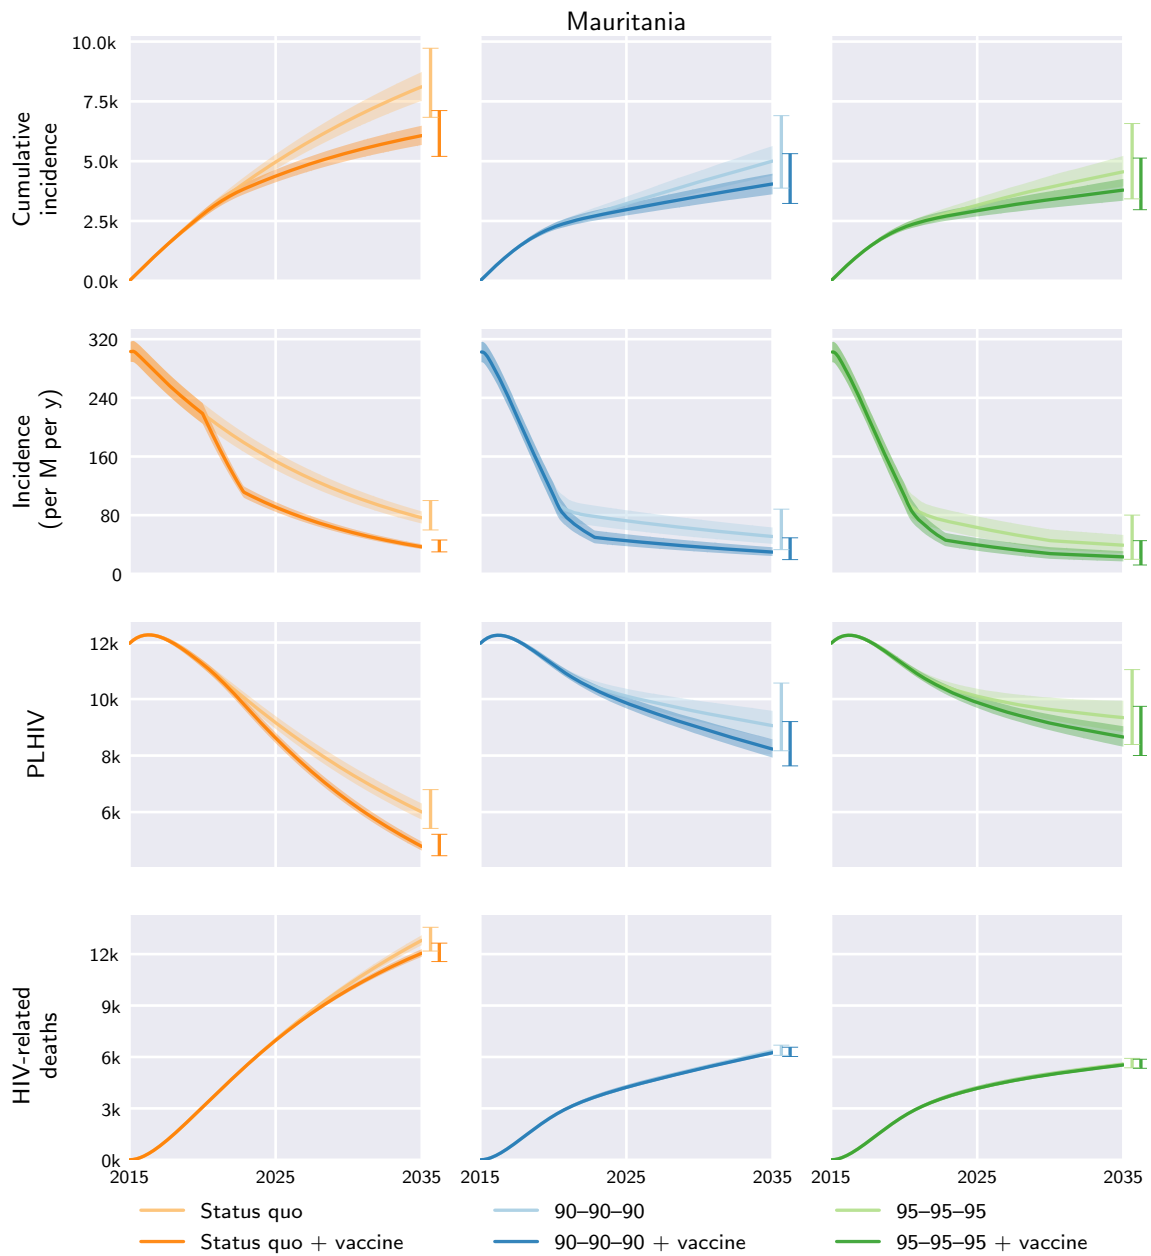 Mauritania
Cumulative
incidence
10.0k
7.5k
5.0k
2.5k
0.0k
Incidence
(per M per y)
320
240
160
80
0
PLHIV
12k
10k
8k
6k
HIV-related
deaths
12k
9k
6k
3k
0k
2015 2025 2035 2015 2025 2035 2015 2025 2035
Status quo 90–90–90 95–95–95
Status quo + vaccine 90–90–90 + vaccine 95–95–95 + vaccine